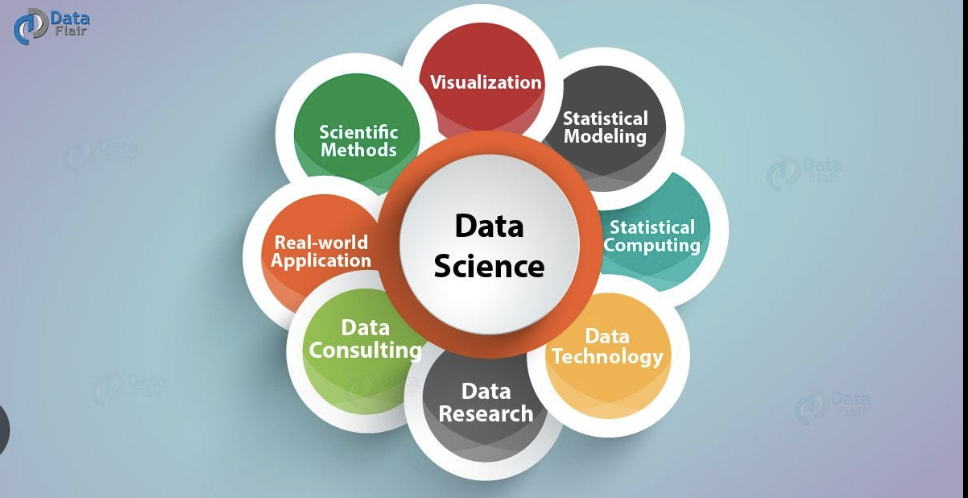 Data
Flair
Visualization
Statistical
Modeling
Statistical
Computing
Data
Technology
Data
Research
Data
Consulting
Real-world
Application
Scientific
Methods
Data
Science
Data
Flair
Data
Flair
Data
Flair
Data
Flair